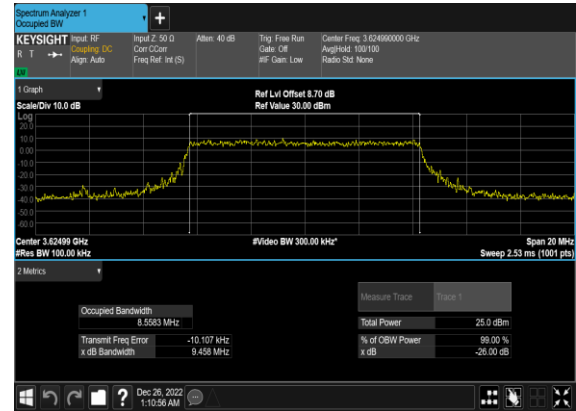 Spectrum Analyzer 1
Occupied BW
+
KEYSIGHT Input: RF Input Z: 50 Ω Atten: 40 dB Trig: Free Run Center Freq: 3.624990000 GHz
R T Coupling: DC Corr CCorr Gate: Off Avg|Hold: 100/100
Align: Auto Freq Ref: Int (S) #IF Gain: Low Radio Std: None
1 Graph
Ref Lvl Offset 8.70 dB
Scale/Div 10.0 dB Ref Value 30.00 dBm
Log
20.0
10.0
0.00
-10.0
-20.0
-30.0
-40.0
-50.0
-60.0
Center 3.62499 GHz #Video BW 300.00 kHz* Span 20 MHz
#Res BW 100.00 kHz Sweep 2.53 ms (1001 pts)
2 Metrics
Measure Trace Trace 1
Occupied Bandwidth
8.5583 MHz Total Power 25.0 dBm
Transmit Freq Error -10.107 kHz % of OBW Power 99.00 %
x dB Bandwidth 9.458 MHz x dB -26.00 dB
? Dec 26, 2022
1:10:56 AM